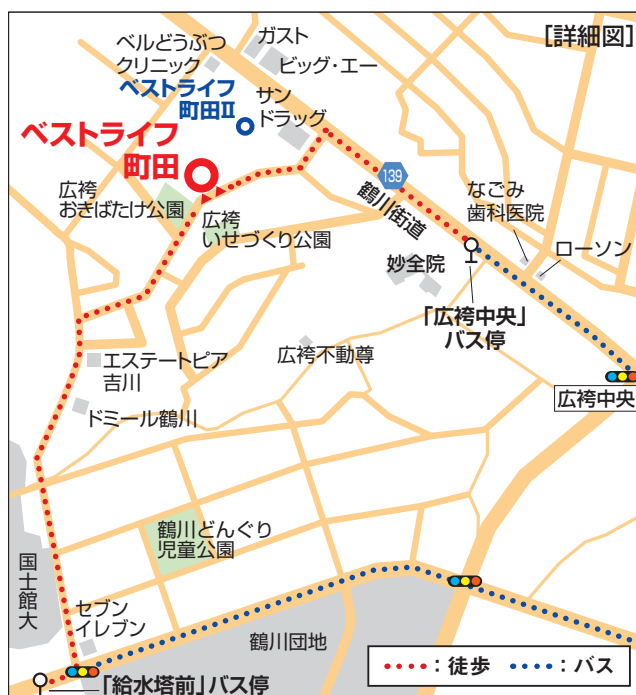 [詳細図]
ガスト
ベルどうぶつ
クリニック
ビッグ・エー
ベストライフ
町田II
サン
ドラッグ
ベストライフ
町田
広袴
おきばたけ公園
広袴
いせづくり公園
139
鶴川街道
なごみ
歯科医院
ローソン
妙全院
「広袴中央」
バス停
広袴不動尊
広袴中央
エステートピア
吉川
ドミール鶴川
鶴川どんぐり
児童公園
国士館大
セブン
イレブン
鶴川団地
「給水塔前」バス停
:徒歩
:バス